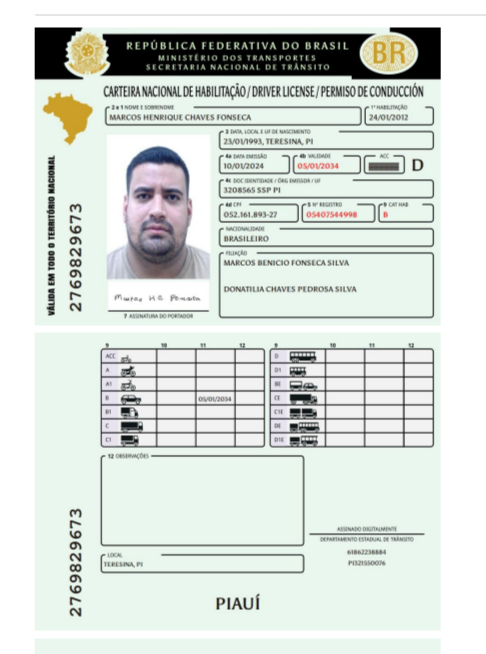 REPÚBLICA FEDERATIVA DO BRASIL
MINISTÉRIO DOS TRANSPORTES
SECRETARIA NACIONAL DE TRÂNSITO
BR
CARTEIRA NACIONAL DE HABILITAÇÃO / DRIVER LICENSE / PERMISO DE CONDUCCIÓN
2 e 1 NOME E SOBRENOME
MARCOS HENRIQUE CHAVES FONSECA
1ª HABILITAÇÃO
24/01/2012
3 DATA, LOCAL E UF DE NASCIMENTO
23/01/1993, TERESINA, PI
4a DATA EMISSÃO
10/01/2024
4b VALIDADE
05/01/2034
ACC
D
4c DOC IDENTIDADE / ÓRG EMISSOR / UF
3208565 SSP PI
4d CPF
052.161.893-27
5 Nº REGISTRO
05407544998
9 CAT HAB
B
NACIONALIDADE
BRASILEIRO
FILIAÇÃO
MARCOS BENICIO FONSECA SILVA
DONATILIA CHAVES PEDROSA SILVA
7 ASSINATURA DO PORTADOR
VÁLIDA EM TODO O TERRITÓRIO NACIONAL
2769829673
9 10 11 12
ACC
A
A1
B 05/01/2034
B1
C
C1
9 10 11 12
D
D1
BE
CE
C1E
DE
D1E
12 OBSERVAÇÕES
ASSINADO DIGITALMENTE
DEPARTAMENTO ESTADUAL DE TRÂNSITO
61862238884
PI321550076
LOCAL
TERESINA, PI
2769829673
PIAUÍ